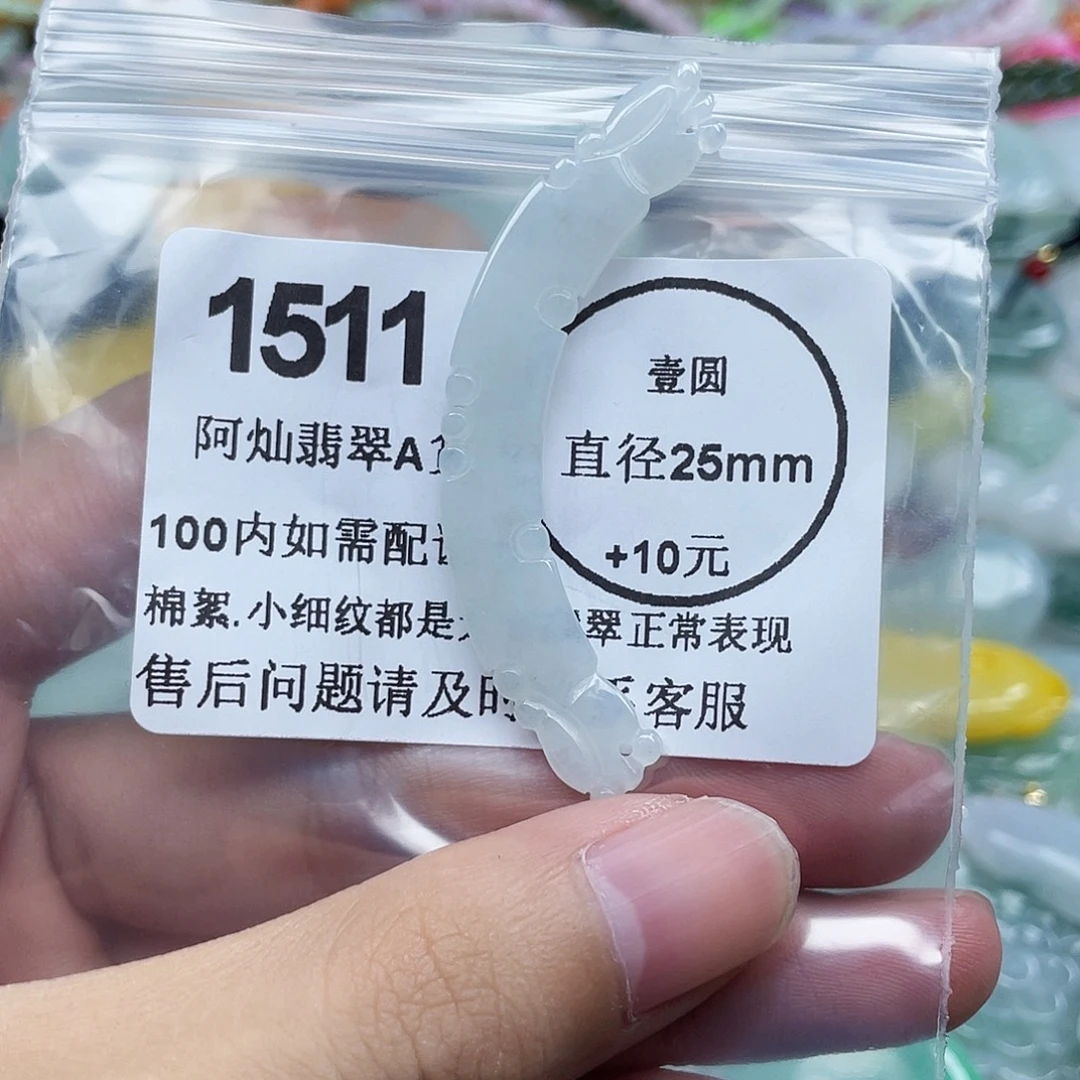 1511
阿灿翡翠A
100内如需配
棉絮.小细纹都是 翠正常表现
售后问题请及时 客服
壹圆
直径25mm
+10元